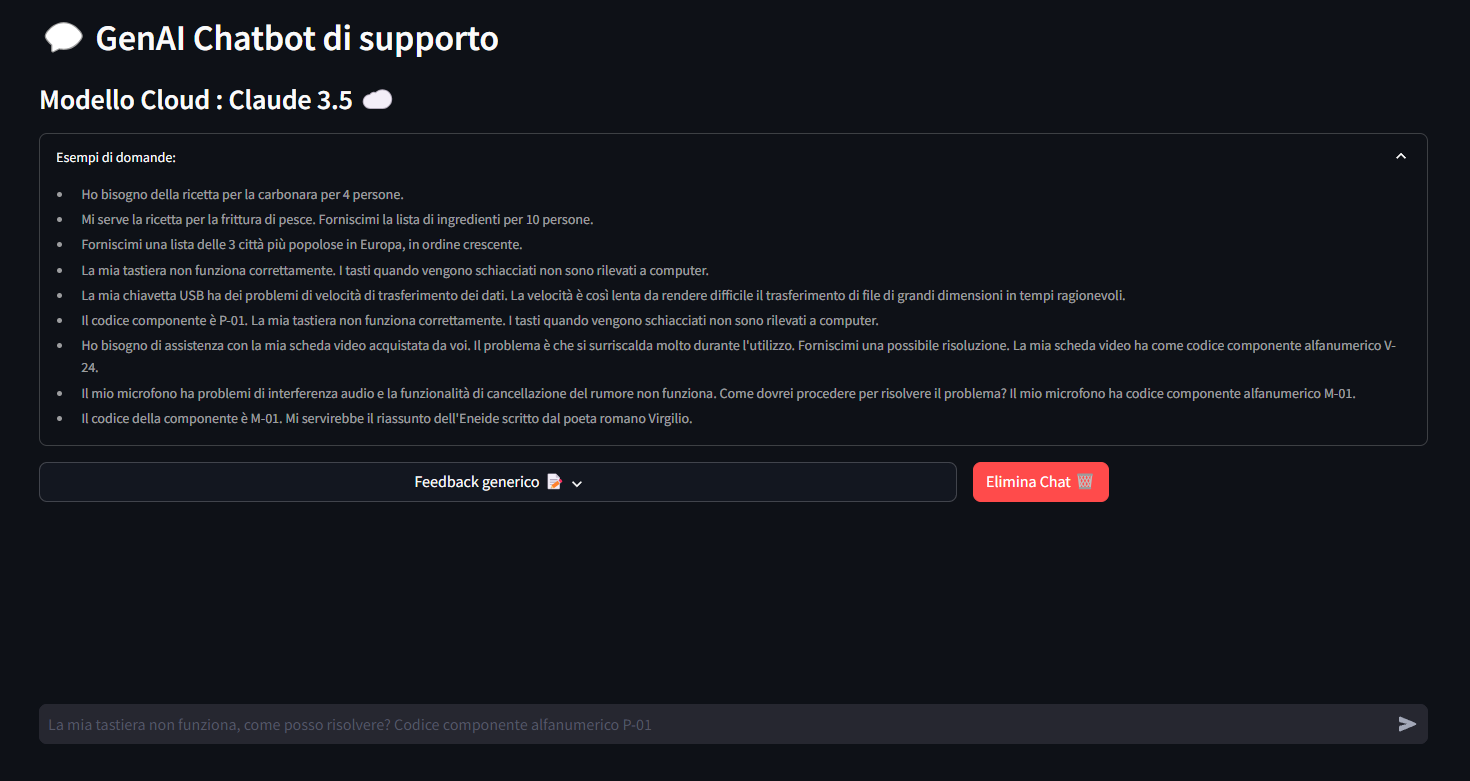 GenAI Chatbot di supporto
Modello Cloud : Claude 3.5
Esempi di domande:
Ho bisogno della ricetta per la carbonara per 4 persone.
Mi serve la ricetta per la frittura di pesce. Forniscimi la lista di ingredienti per 10 persone.
Forniscimi una lista delle 3 città più popolose in Europa, in ordine crescente.
La mia tastiera non funziona correttamente. I tasti quando vengono schiacciati non sono rilevati a computer.
La mia chiavetta USB ha dei problemi di velocità di trasferimento dei dati. La velocità è così lenta da rendere difficile il trasferimento di file di grandi dimensioni in tempi ragionevoli.
Il codice componente è P-01. La mia tastiera non funziona correttamente. I tasti quando vengono schiacciati non sono rilevati a computer.
Ho bisogno di assistenza con la mia scheda video acquistata da voi. Il problema è che si surriscalda molto durante l'utilizzo. Forniscimi una possibile risoluzione. La mia scheda video ha come codice componente alfanumerico V-
24.
Il mio microfono ha problemi di interferenza audio e la funzionalità di cancellazione del rumore non funziona. Come dovrei procedere per risolvere il problema? Il mio microfono ha codice componente alfanumerico M-01.
Il codice della componente è M-01. Mi servirebbe il riassunto dell'Eneide scritto dal poeta romano Virgilio.
Feedback generico
Elimina Chat
La mia tastiera non funziona, come posso risolvere? Codice componente alfanumerico P-01